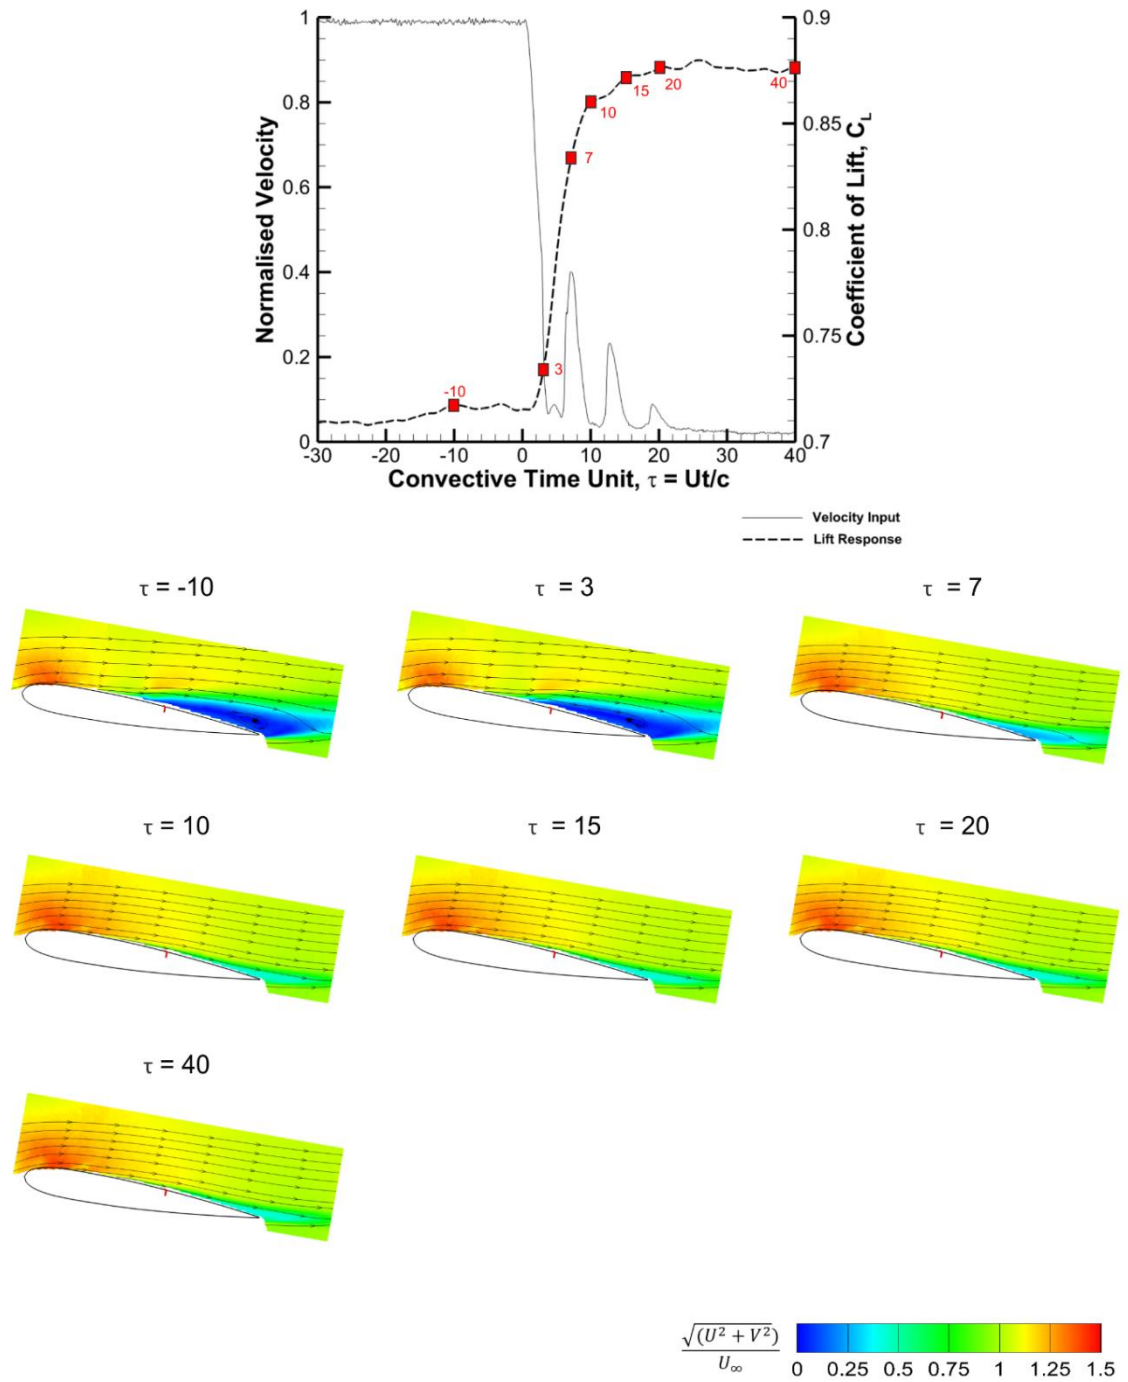 1
0.9
0.8
0.85
0.6
0.8
0.4
0.75
0.2
0
0.7
Normalised Velocity
Coefficient of Lift, C_L
-10
3
7
10
15
20
40
-30 -20 -10 0 10 20 30 40
Convective Time Unit, τ = Ut/c
Velocity Input
Lift Response
τ = -10
τ = 3
τ = 7
τ = 10
τ = 15
τ = 20
τ = 40
√(U² + V²)
U∞
0 0.25 0.5 0.75 1 1.25 1.5